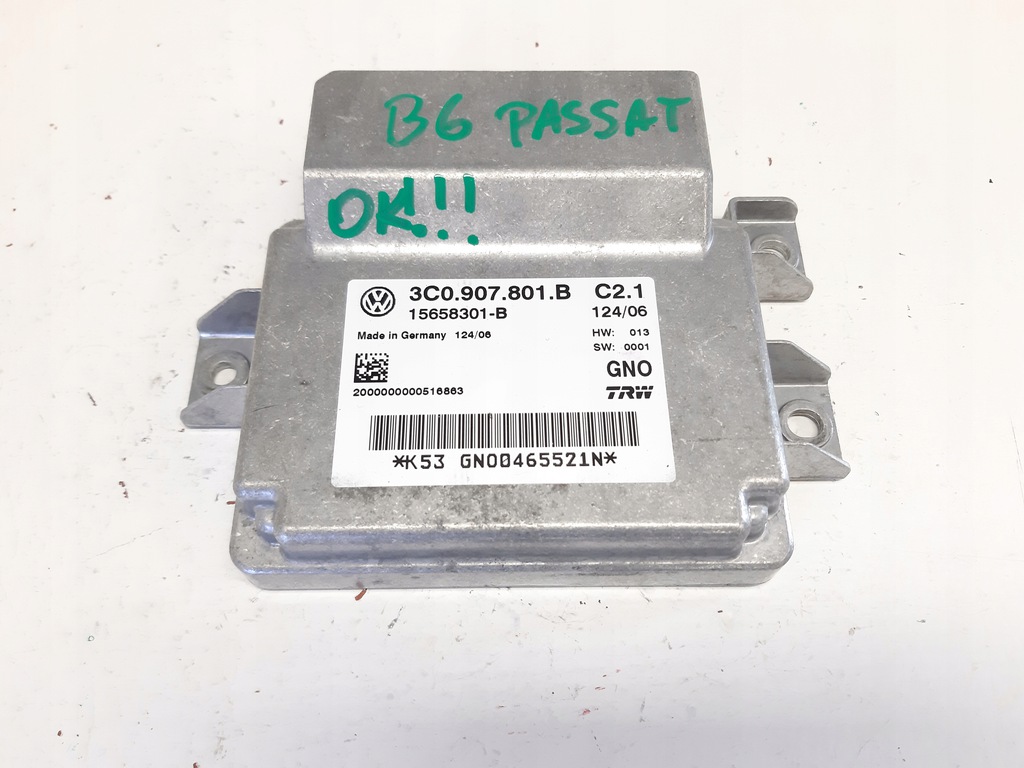 B6 PASSAT
OK!!
3C0.907.801.B C2.1
15658301-B 124/06
Made in Germany 124/06
HW: 013
SW: 0001
GNO
2000000000516863
TRW
*K53 GNO0465521N*